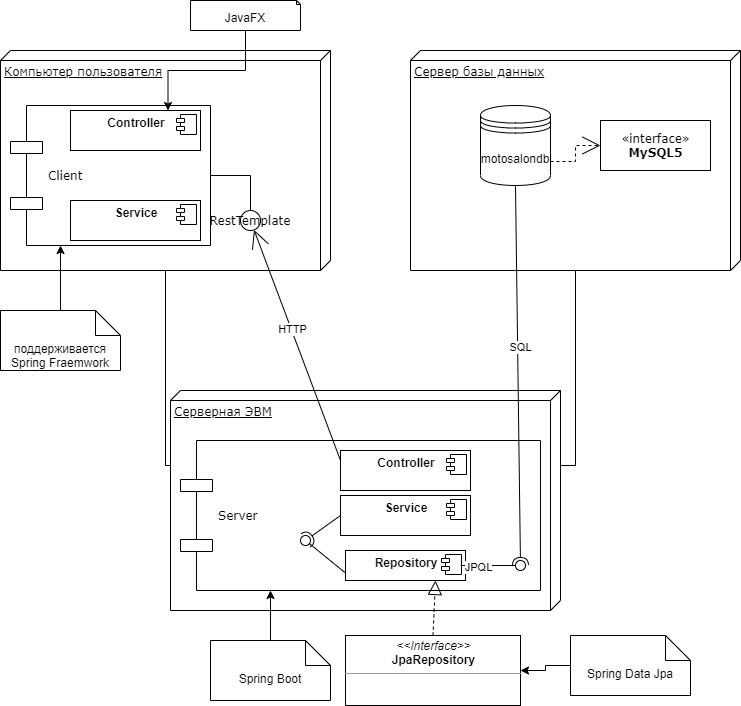 JavaFX
Компьютер пользователя
Controller
Client
Service
RestTemplate
поддерживается
Spring Fraemwork
Сервер базы данных
motosalondb
«interface»
MySQL5
HTTP
SQL
Серверная ЭВМ
Controller
Service
Server
Repository
JPQL
Spring Boot
<<Interface>>
JpaRepository
Spring Data Jpa